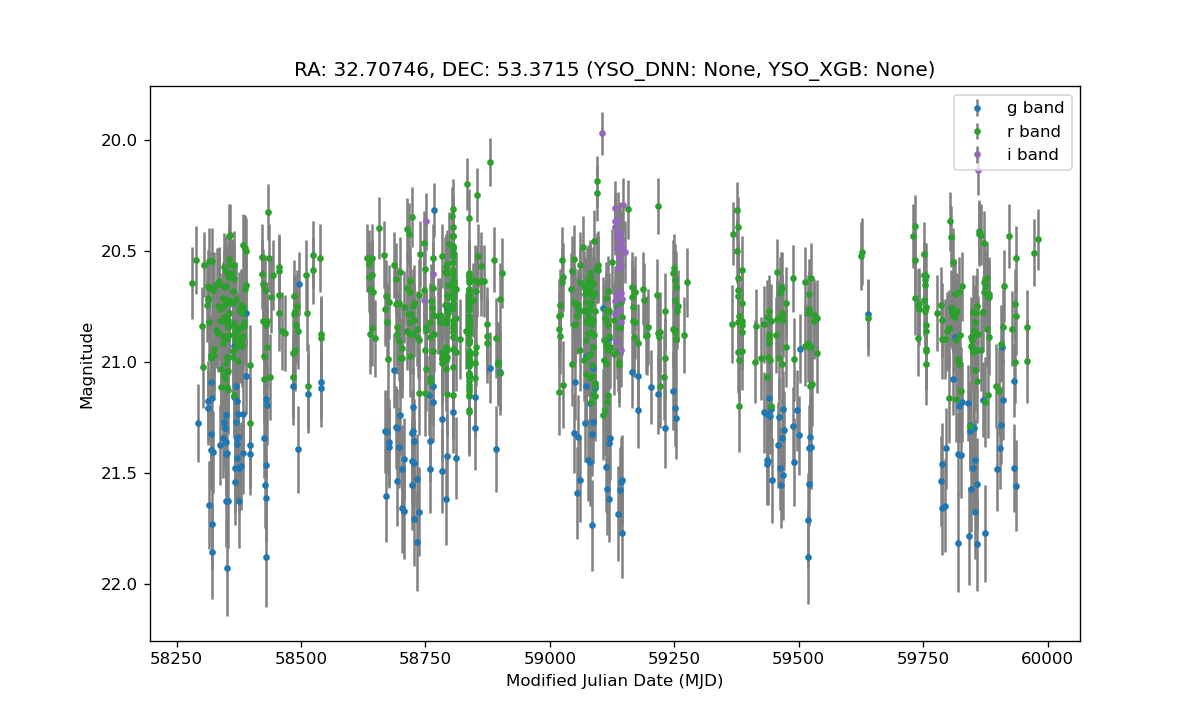 RA: 32.70746, DEC: 53.3715 (YSO_DNN: None, YSO_XGB: None)
g band
r band
i band
Magnitude
20.0
20.5
21.0
21.5
22.0
58250 58500 58750 59000 59250 59500 59750 60000
Modified Julian Date (MJD)